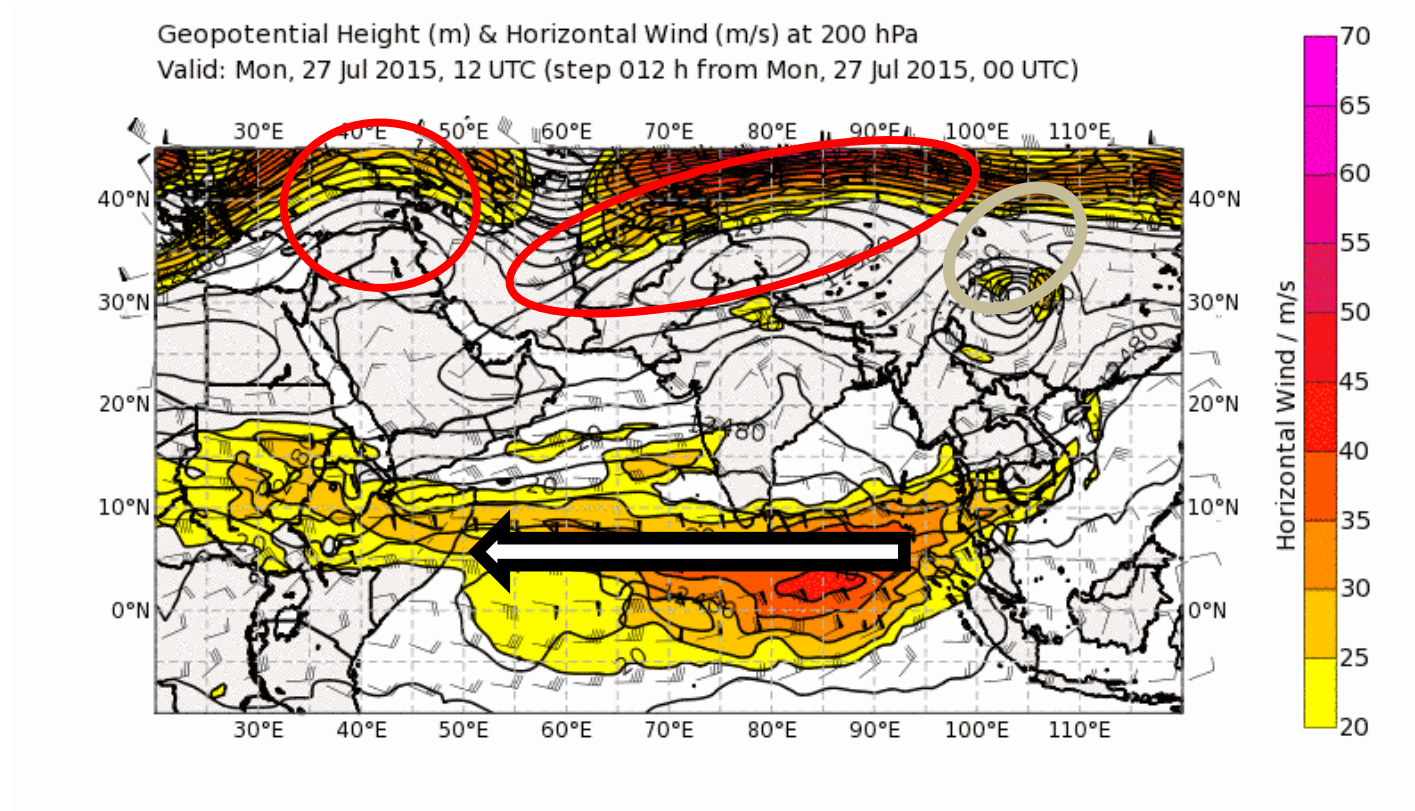 Geopotential Height (m) & Horizontal Wind (m/s) at 200 hPa
Valid: Mon, 27 Jul 2015, 12 UTC (step 012 h from Mon, 27 Jul 2015, 00 UTC)
30°E 40°E 50°E 60°E 70°E 80°E 90°E 100°E 110°E
40°N 40°N
30°N 30°N
20°N 20°N
10°N 10°N
0°N 0°N
30°E 40°E 50°E 60°E 70°E 80°E 90°E 100°E 110°E
70
65
60
55
50
45
40
35
30
25
20
Horizontal Wind / m/s